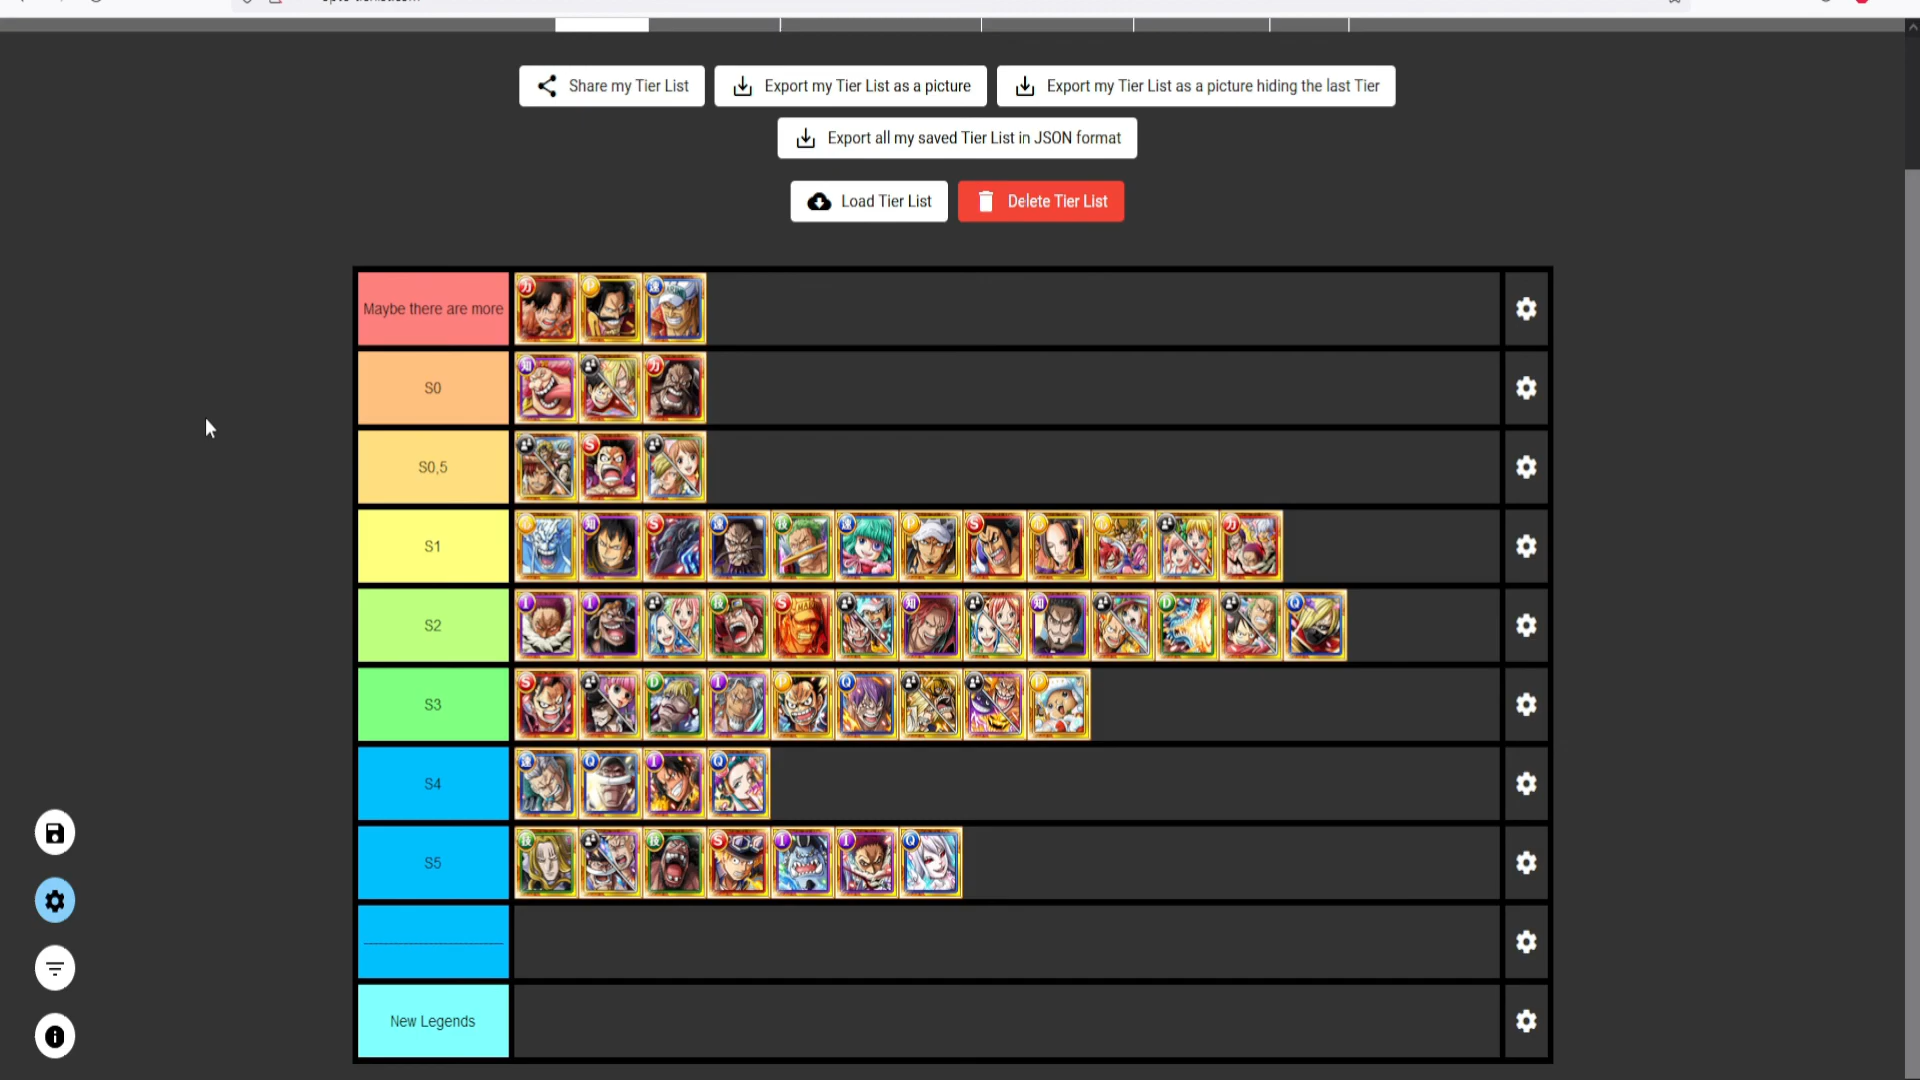 Share my Tier List
Export my Tier List as a picture
Export my Tier List as a picture hiding the last Tier
Export all my saved Tier List in JSON format
Load Tier List
Delete Tier List
Maybe there are more
S0
S0,5
S1
S2
S3
S4
S5
New Legends